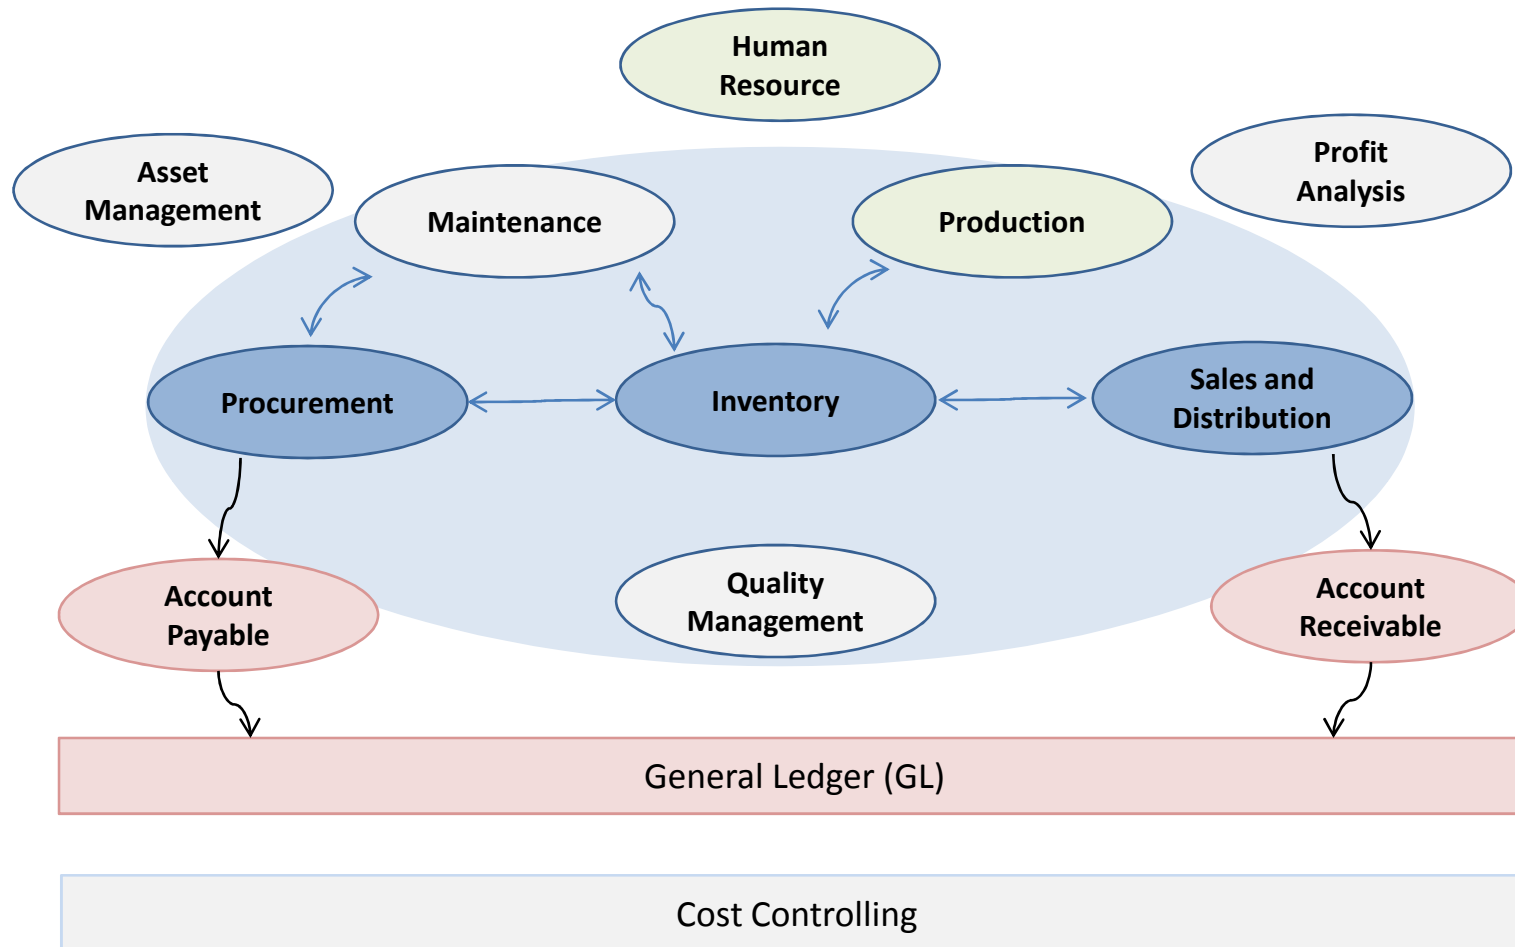 Human
Resource
Asset
Management
Profit
Analysis
Maintenance
Production
Procurement
Inventory
Sales and
Distribution
Account
Payable
Quality
Management
Account
Receivable
General Ledger (GL)
Cost Controlling